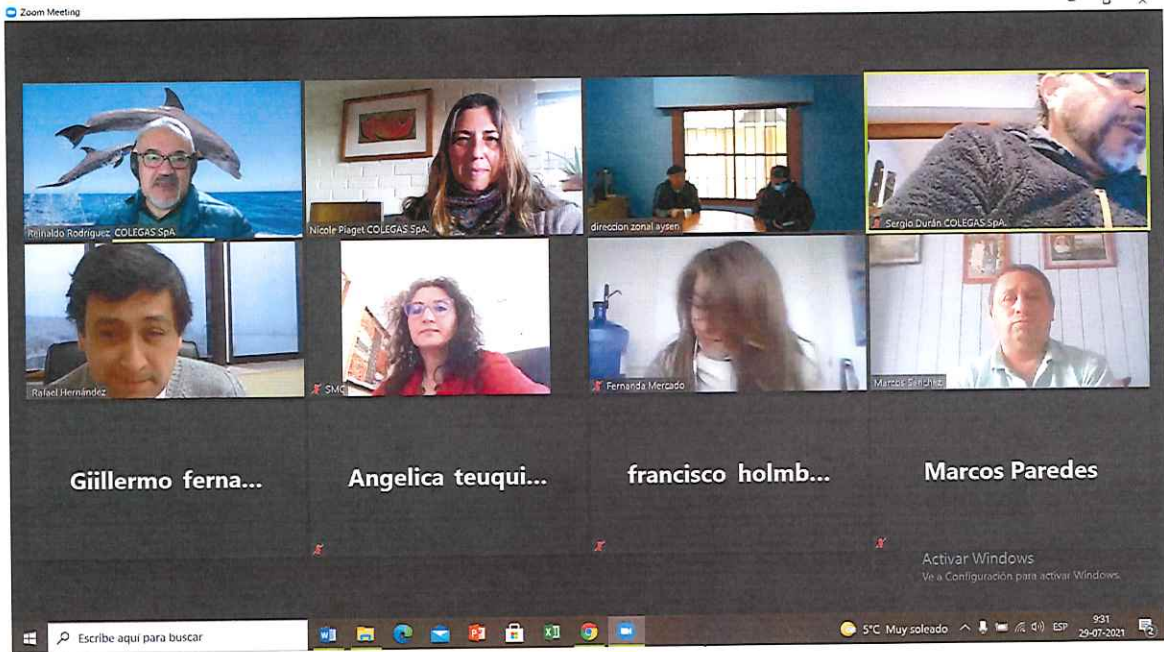 Zoom Meeting
Reinaldo Rodríguez COLEGAS SpA.
Nicole Piaget COLEGAS SpA.
direccion zonal aysen
Sergio Durán COLEGAS SpA.
Rafael Hernández
SMC
Fernanda Mercado
Marcos Sanchez
Giillermo ferna...
Angelica teuqui...
francisco holmb...
Marcos Paredes
Activar Windows
Ve a Configuración para activar Windows.
Escribe aquí para buscar
5°C Muy soleado
ESP
9:31
29-07-2021
2